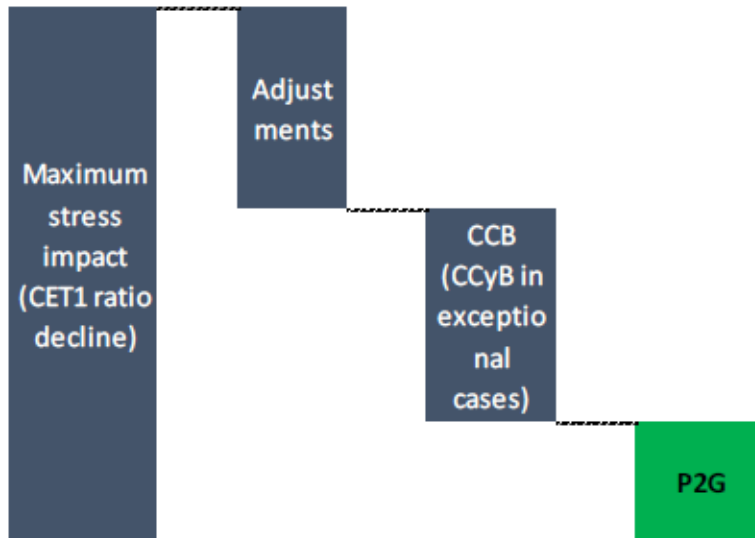 Maximum
stress
impact
(CET1 ratio
decline)
Adjust
ments
CCB
(CCyB in
exceptio
nal
cases)
P2G